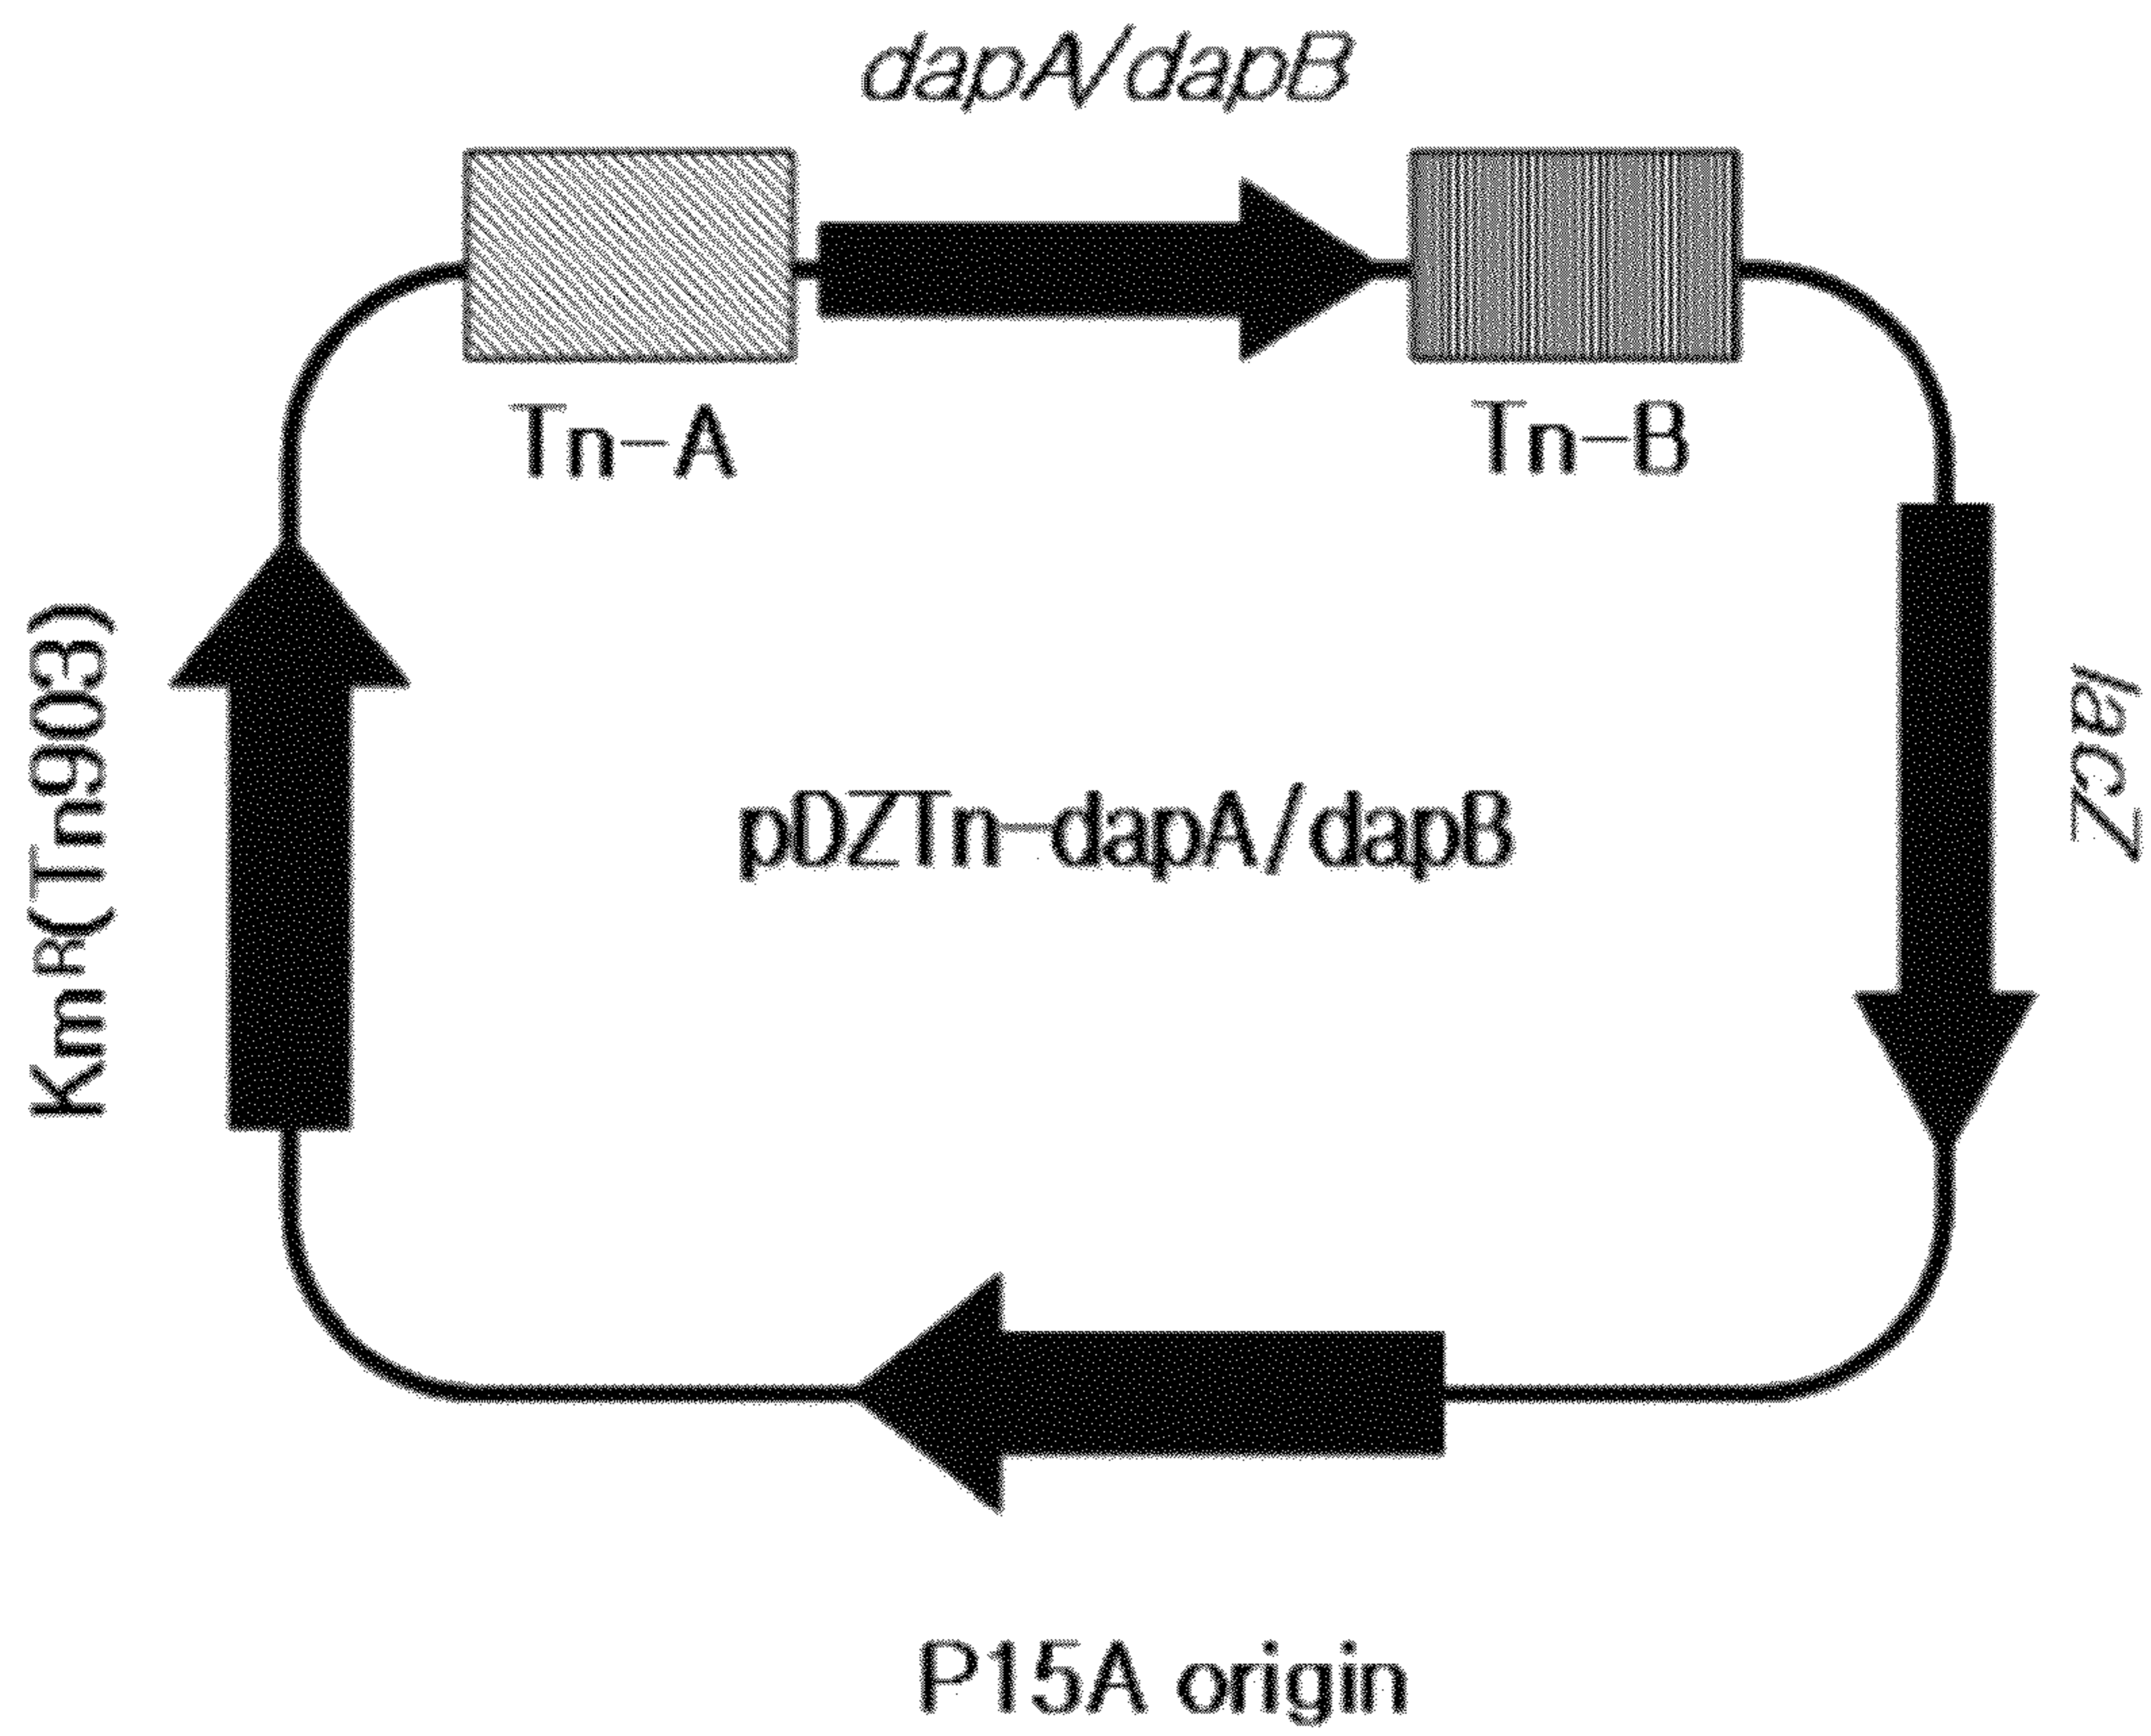 dapA/dapB
Tn-A
Tn-B
KmR(Tn903)
lacZ
pDZTn-dapA/dapB
P15A origin